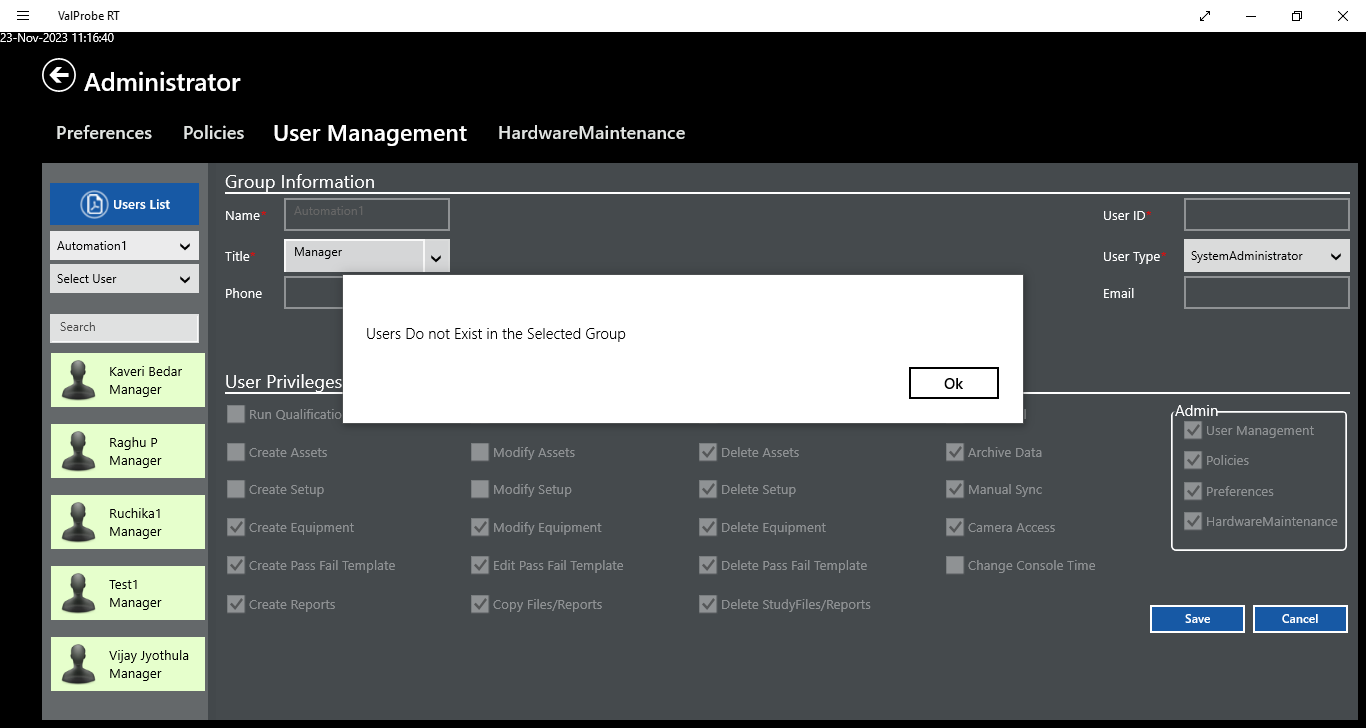 ValProbe RT
23-Nov-2023 11:16:40
Administrator
Preferences Policies User Management HardwareMaintenance
Users List
Automation1
Select User
Search
Kaveri Bedar
Manager
Raghu P
Manager
Ruchika1
Manager
Test1
Manager
Vijay Jyothula
Manager
Group Information
Name* Automation1 User ID*
Title* Manager User Type* SystemAdministrator
Phone Email
Users Do not Exist in the Selected Group
Ok
User Privileges
Run Qualificatio
Create Assets Modify Assets Delete Assets Archive Data
Create Setup Modify Setup Delete Setup Manual Sync
Create Equipment Modify Equipment Delete Equipment Camera Access
Create Pass Fail Template Edit Pass Fail Template Delete Pass Fail Template Change Console Time
Create Reports Copy Files/Reports Delete StudyFiles/Reports
Admin
User Management
Policies
Preferences
HardwareMaintenance
Save Cancel